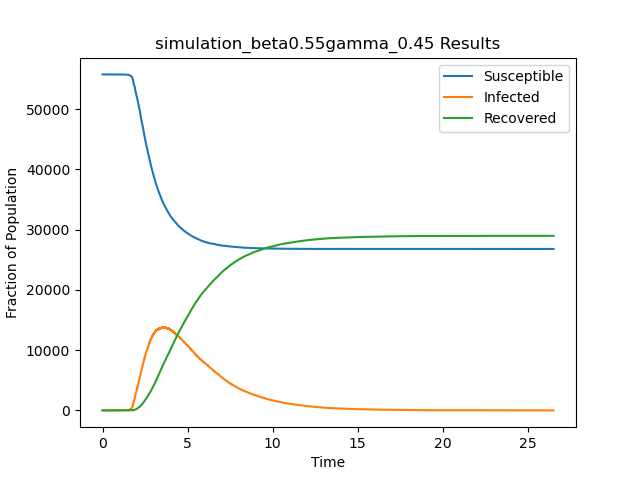 simulation_beta0.55gamma_0.45 Results
Susceptible
Infected
Recovered
Fraction of Population
50000
40000
30000
20000
10000
0
0 5 10 15 20 25
Time